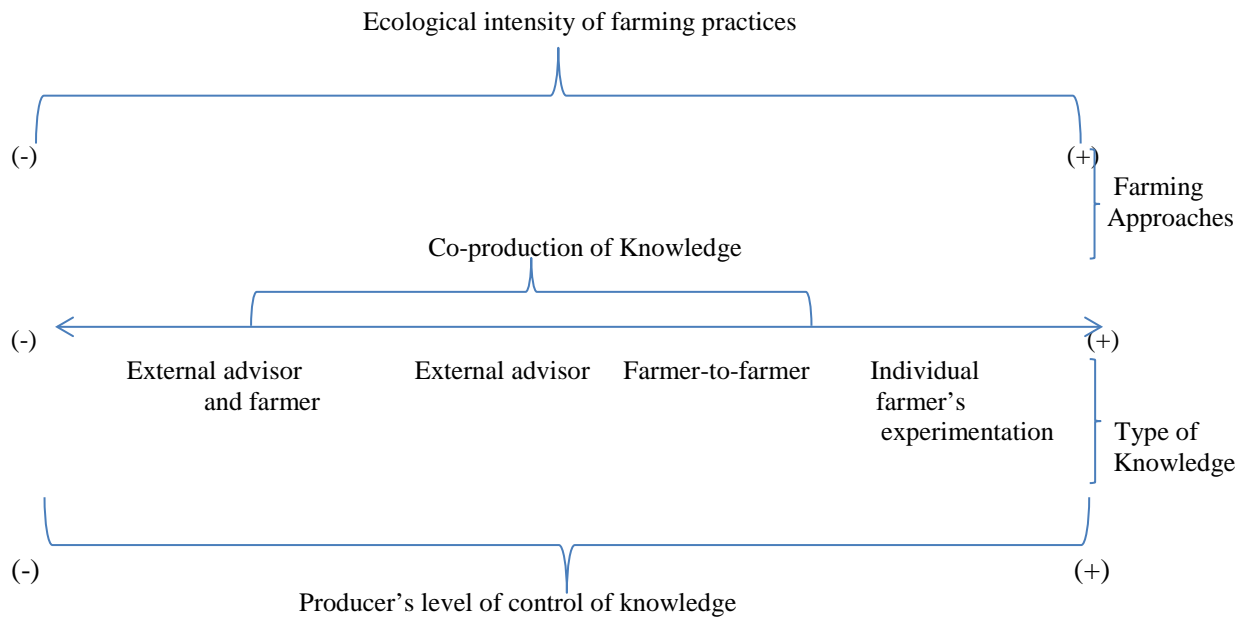 Ecological intensity of farming practices
(-)
(+)
Farming
Approaches
Co-production of Knowledge
(-)
(+)
External advisor
and farmer
External advisor
Farmer-to-farmer
Individual
farmer’s
experimentation
Type of
Knowledge
(-)
(+)
Producer’s level of control of knowledge